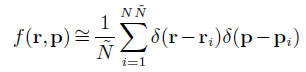 f(r,p) ≅ 1/Ñ ∑_{i=1}^{NÑ} δ(r−r_i)δ(p−p_i)